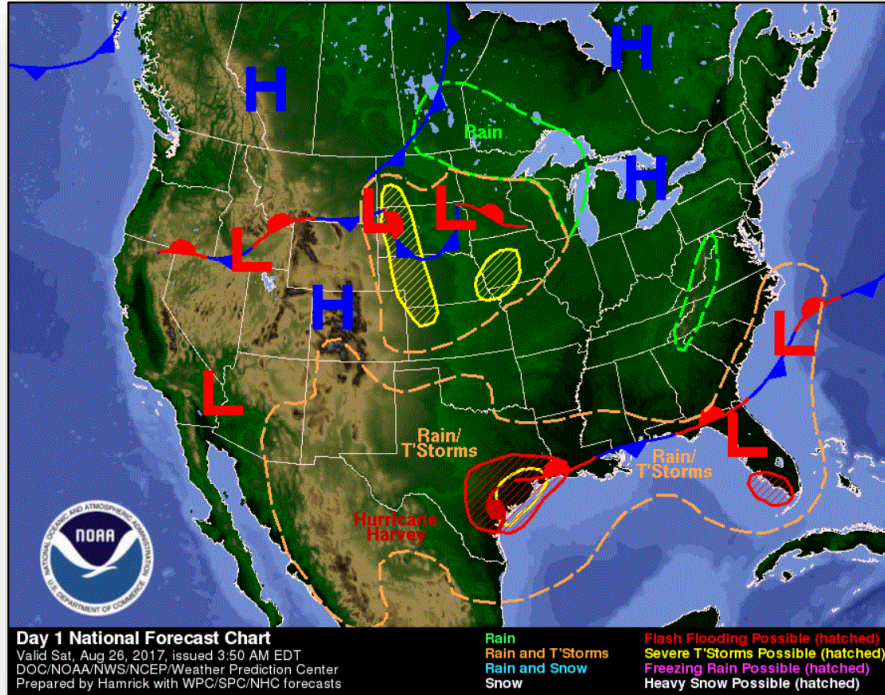 H
H
Rain
H
L
L
L
H
L
L
Rain/
T'Storms
L
Rain/
T'Storms
Hurricane
Harvey
NATIONAL OCEANIC AND ATMOSPHERIC ADMINISTRATION
NOAA
U.S. DEPARTMENT OF COMMERCE
Day 1 National Forecast Chart
Valid Sat, Aug 26, 2017, issued 3:50 AM EDT
DOC/NOAA/NWS/NCEP/Weather Prediction Center
Prepared by Hamrick with WPC/SPC/NHC forecasts
Rain
Rain and T'Storms
Rain and Snow
Snow
Flash Flooding Possible (hatched)
Severe T'Storms Possible (hatched)
Freezing Rain Possible (hatched)
Heavy Snow Possible (hatched)